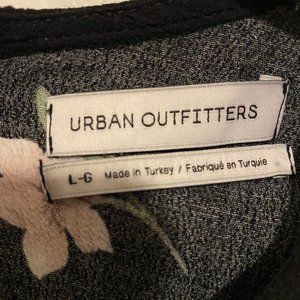 URBAN OUTFITTERS
L-G Made in Turkey / Fabriqué en Turquie